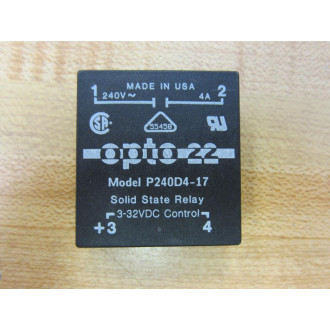 MADE IN USA
1 2
240V~ 4A
55458
SA
opto 22
Model P240D4-17
Solid State Relay
3-32VDC Control
+3 4